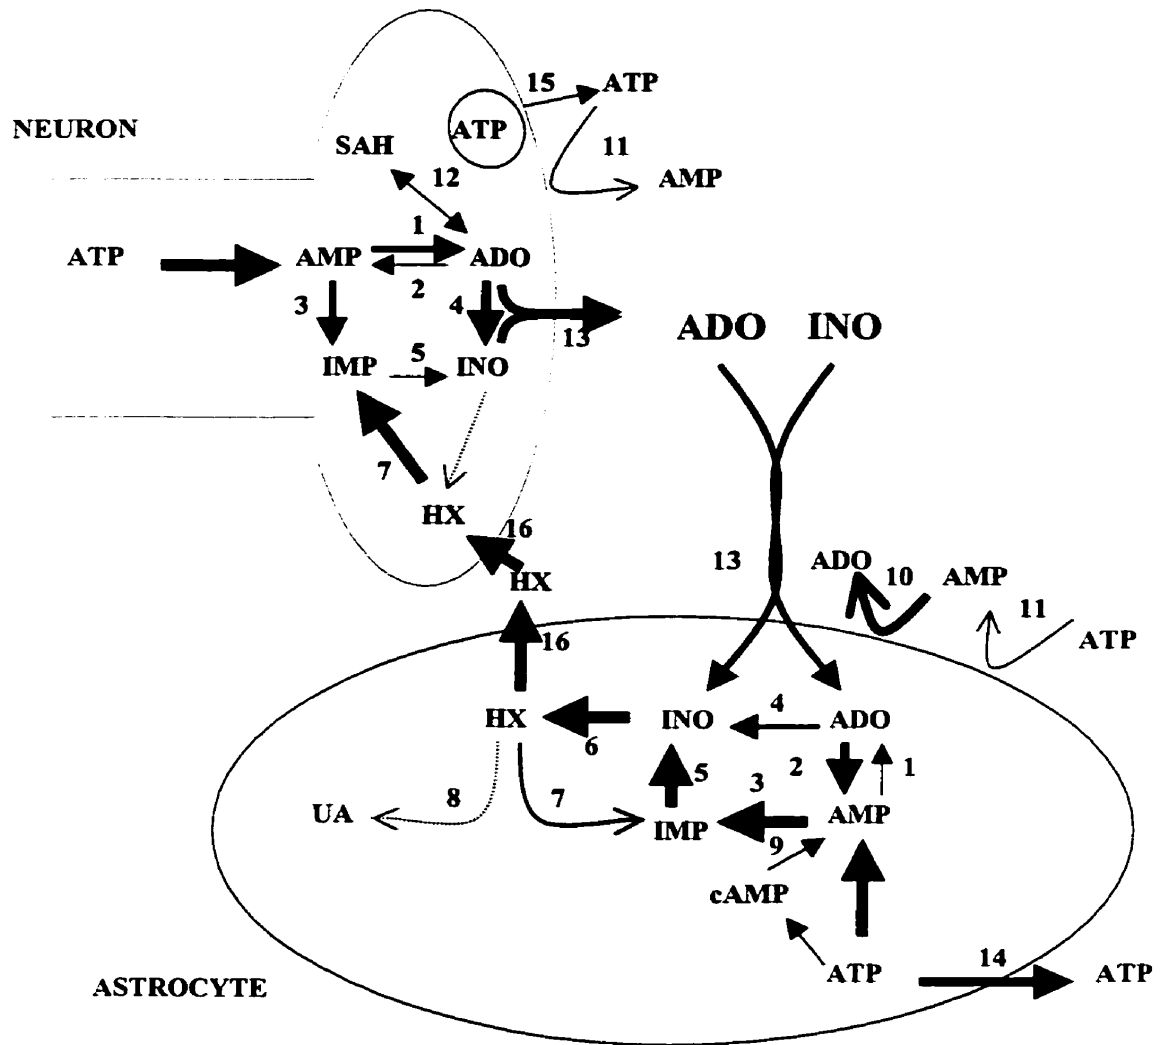 15 ATP
NEURON
ATP
SAH
11
12
AMP
1
ATP AMP ADO
2
3 4
13
ADO INO
IMP 5 INO
7
HX
16
HX
13 ADO 10 AMP
11
ATP
16
HX INO 4 ADO
6
5 3 2 1
UA 8 7 IMP AMP
9
cAMP
ATP 14 ATP
ASTROCYTE